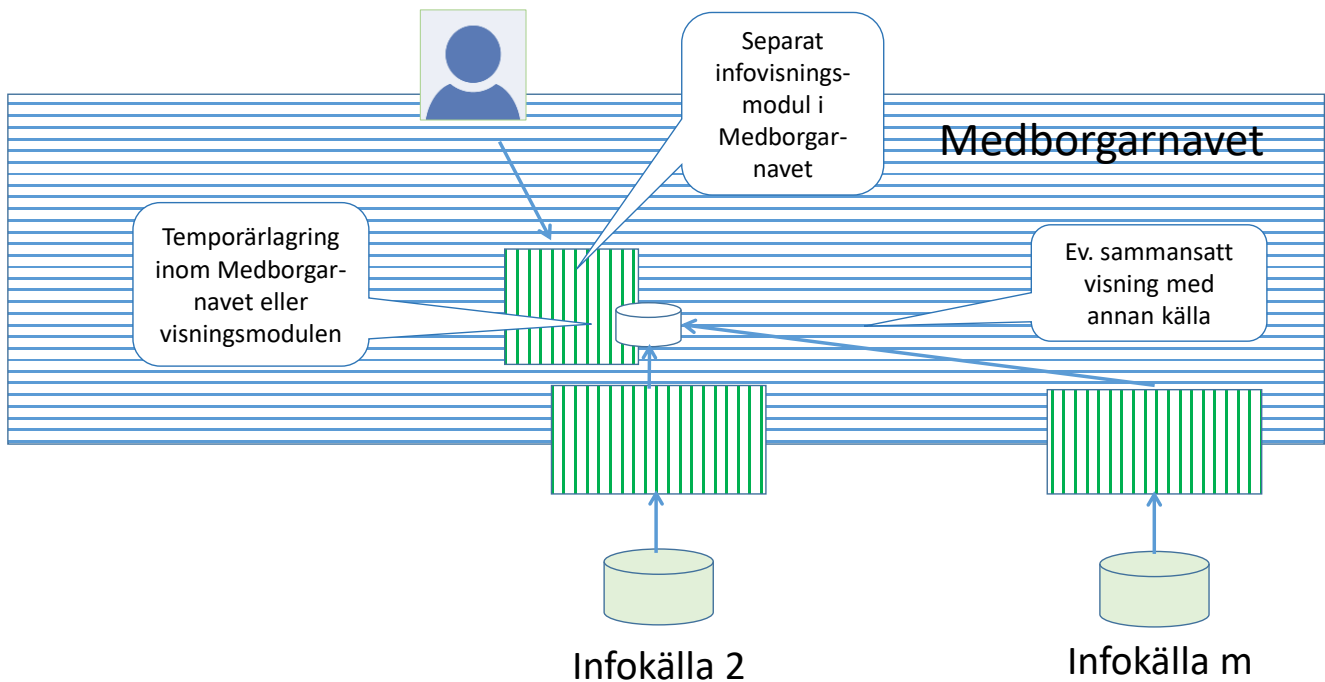 Separat
infovisnings-
modul i
Medborgar-
navet
Medborgarnavet
Temporärlagring
inom Medborgar-
navet eller
visningsmodulen
Ev. sammansatt
visning med
annan källa
Infokälla 2
Infokälla m